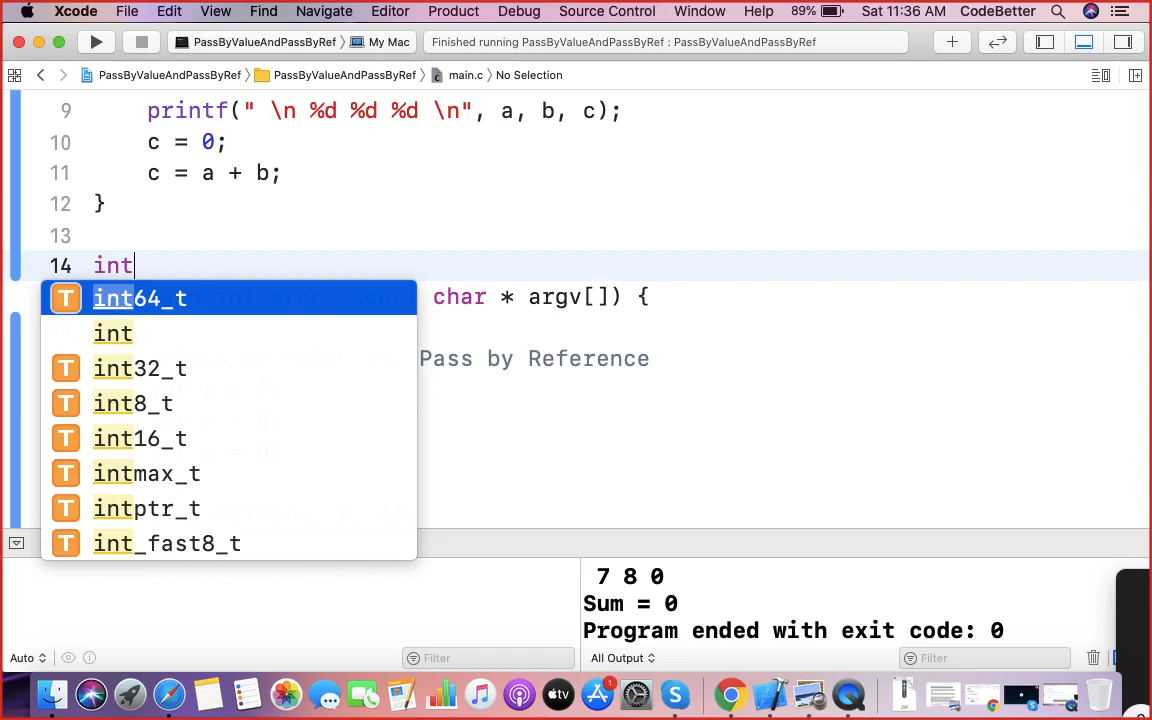 Xcode File Edit View Find Navigate Editor Product Debug Source Control Window Help 89% Sat 11:36 AM CodeBetter
PassByValueAndPassByRef My Mac Finished running PassByValueAndPassByRef : PassByValueAndPassByRef
PassByValueAndPassByRef PassByValueAndPassByRef main.c No Selection
9 printf(" \n %d %d %d \n", a, b, c);
10 c = 0;
11 c = a + b;
12 }
13
14 int
T int64_t char * argv[]) {
int
T int32_t Pass by Reference
T int8_t
T int16_t
T intmax_t
T intptr_t
T int_fast8_t
7 8 0
Sum = 0
Program ended with exit code: 0
Auto Filter All Output Filter
1 tv